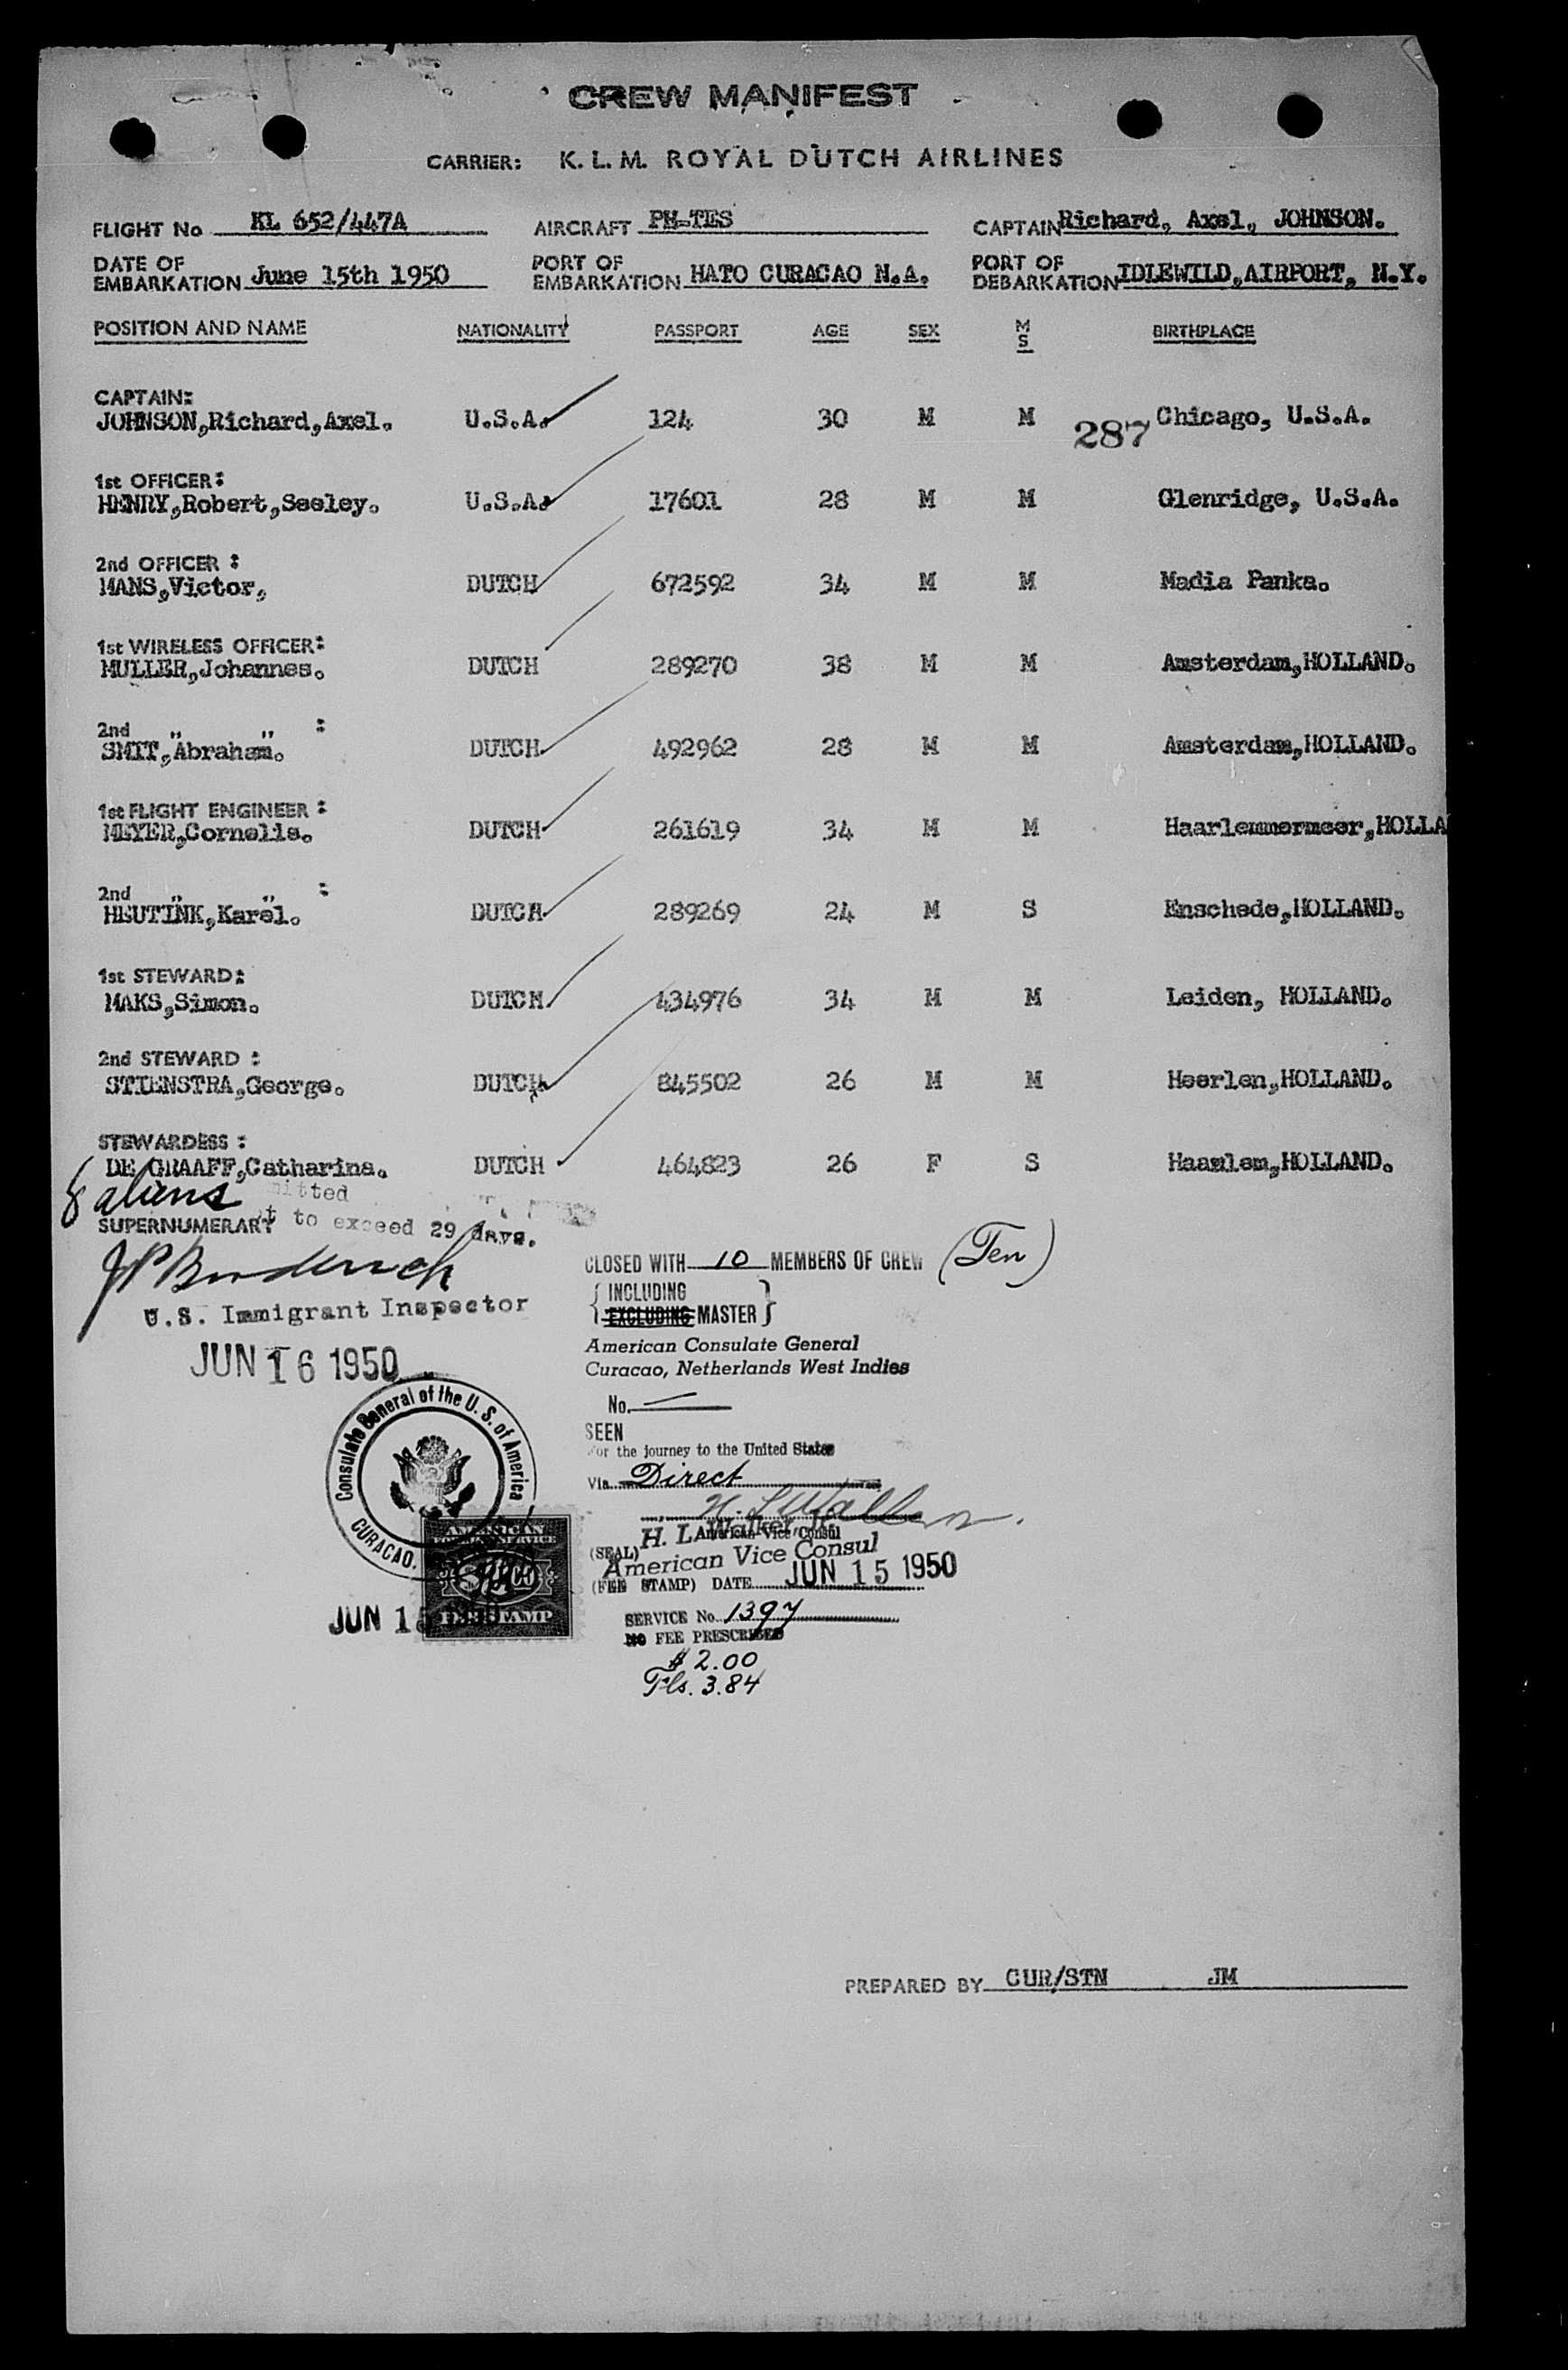 CREW MANIFEST
CARRIER: K. L. M. ROYAL DUTCH AIRLINES
FLIGHT No KL 652/447A AIRCRAFT PH-TES CAPTAIN Richard, Axel, JOHNSON.
DATE OF EMBARKATION June 15th 1950 PORT OF EMBARKATION HATO CURACAO N.A. PORT OF DEBARKATION IDLEWILD,AIRPORT, N.Y.
POSITION AND NAME NATIONALITY PASSPORT AGE SEX M S BIRTHPLACE
CAPTAIN:
JOHNSON,Richard,Axel. U.S.A. 124 30 M M 287 Chicago, U.S.A.
1st OFFICER:
HENRY,Robert,Seeley. U.S.A. 17601 28 M M Glenridge, U.S.A.
2nd OFFICER :
MANS,Victor, DUTCH 672592 34 M M Madia Panka.
1st WIRELESS OFFICER:
MULLER,Johannes. DUTCH 289270 38 M M Amsterdam,HOLLAND.
2nd " " :
SMIT,Abraham. DUTCH 492962 28 M M Amsterdam,HOLLAND.
1st FLIGHT ENGINEER :
MEYER,Cornelis. DUTCH 261619 34 M M Haarlemmermeer,HOLLA
2nd " " :
HEUTINK,Karel. DUTCH 289269 24 M S Enschede,HOLLAND.
1st STEWARD:
MAKS,Simon. DUTCH 434976 34 M M Leiden, HOLLAND.
2nd STEWARD :
STIENSTRA,George. DUTCH 845502 26 M M Heerlen,HOLLAND.
STEWARDESS :
DE GRAAFF,Catharina. DUTCH 464823 26 F S Haarlem,HOLLAND.
8 aliens mitted
SUPERNUMERARY t to exceed 29 days.
U.S. Immigrant Inspector
JUN 16 1950
CLOSED WITH 10 MEMBERS OF CREW (Ten)
INCLUDING
EXCLUDING MASTER
American Consulate General
Curacao, Netherlands West Indies
No.
SEEN
For the journey to the United States
Via Direct
H. L. Walker, Jr.
American Vice Consul
(SEAL) American Vice Consul
(FEE STAMP) DATE JUN 15 1950
SERVICE No. 1397
NO FEE PRESCRIBED
$ 2.00
Fls. 3.84
Consulate General of the U. S. of America
CURACAO.
AMERICAN
FOREIGN SERVICE
FEE STAMP
JUN 15
PREPARED BY CUR/STN JM